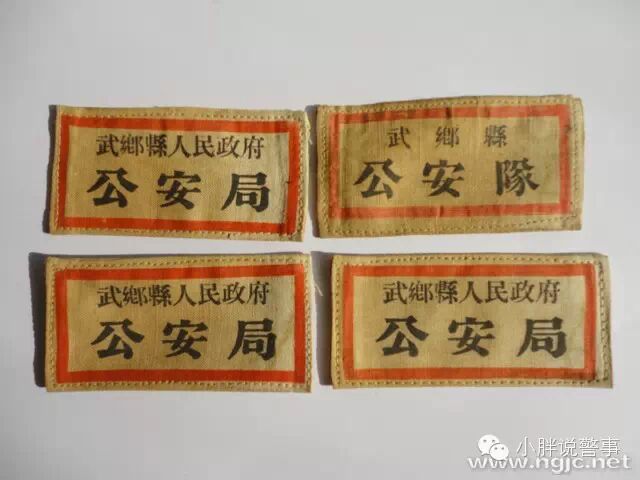 武鄉縣人民政府
公安局
武鄉縣
公安隊
武鄉縣人民政府
公安局
武鄉縣人民政府
公安局
小胖说警事
www.ngjc.net